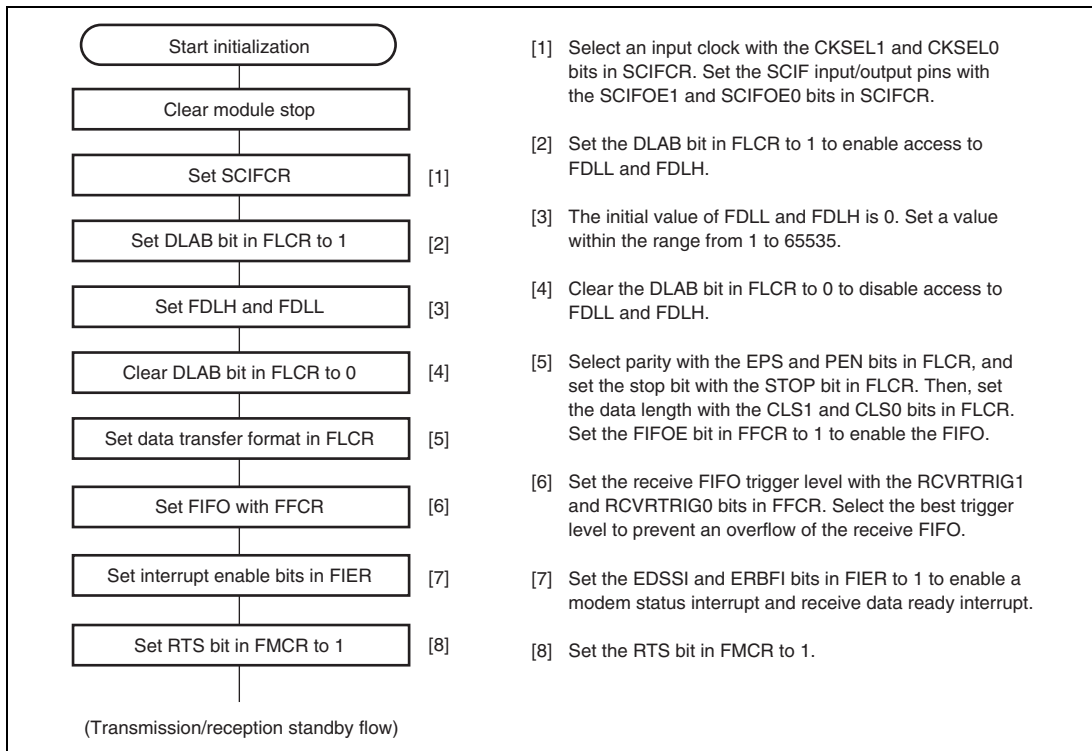 Start initialization
Clear module stop
Set SCIFCR
[1]
Set DLAB bit in FLCR to 1
[2]
Set FDLH and FDLL
[3]
Clear DLAB bit in FLCR to 0
[4]
Set data transfer format in FLCR
[5]
Set FIFO with FFCR
[6]
Set interrupt enable bits in FIER
[7]
Set RTS bit in FMCR to 1
[8]
(Transmission/reception standby flow)
[1] Select an input clock with the CKSEL1 and CKSEL0
bits in SCIFCR. Set the SCIF input/output pins with
the SCIFOE1 and SCIFOE0 bits in SCIFCR.
[2] Set the DLAB bit in FLCR to 1 to enable access to
FDLL and FDLH.
[3] The initial value of FDLL and FDLH is 0. Set a value
within the range from 1 to 65535.
[4] Clear the DLAB bit in FLCR to 0 to disable access to
FDLL and FDLH.
[5] Select parity with the EPS and PEN bits in FLCR, and
set the stop bit with the STOP bit in FLCR. Then, set
the data length with the CLS1 and CLS0 bits in FLCR.
Set the FIFOE bit in FFCR to 1 to enable the FIFO.
[6] Set the receive FIFO trigger level with the RCVRTRIG1
and RCVRTRIG0 bits in FFCR. Select the best trigger
level to prevent an overflow of the receive FIFO.
[7] Set the EDSSI and ERBFI bits in FIER to 1 to enable a
modem status interrupt and receive data ready interrupt.
[8] Set the RTS bit in FMCR to 1.